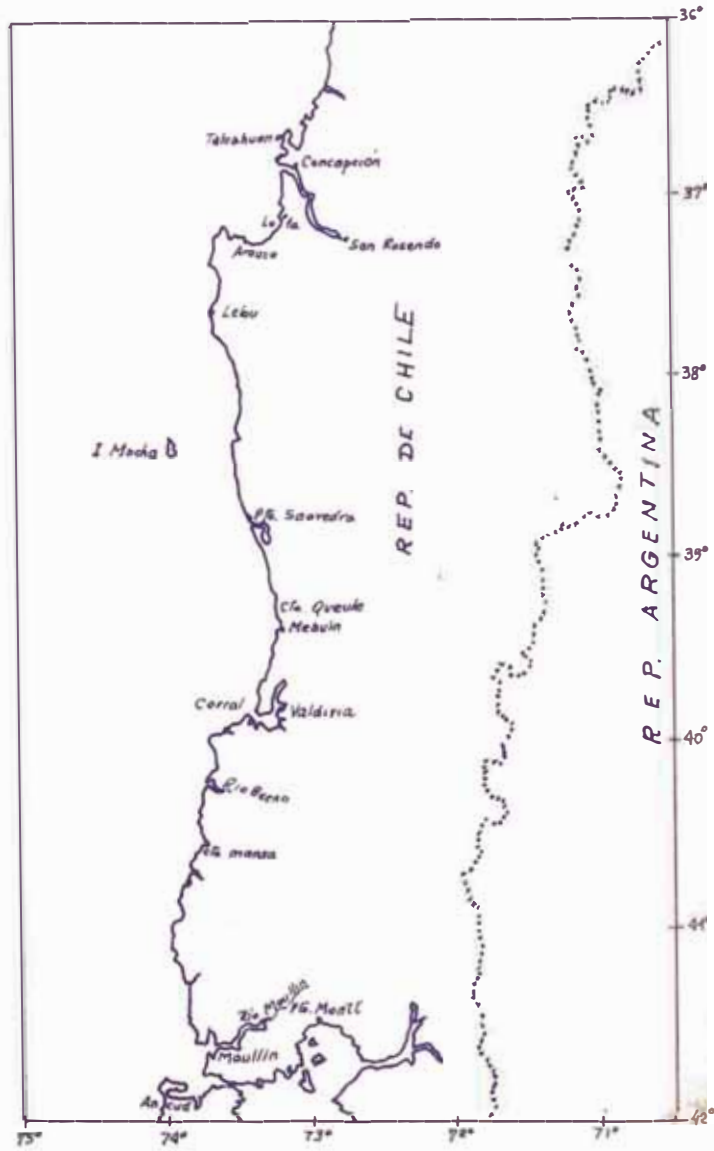 36°
Talcahuano
Concepción
37°
Lota
San Rosendo
Arauco
Lebu
REP. DE CHILE
38°
REP. ARGENTINA
I. Mocha
Pto. Saavedra
39°
Cta. Queule
Mehuin
Corral
Valdivia
40°
Rio Bueno
Cta. mansa
41°
Rio Maullin
Pto. Montt
Maullin
Ancud
42°
75°
74°
73°
72°
71°